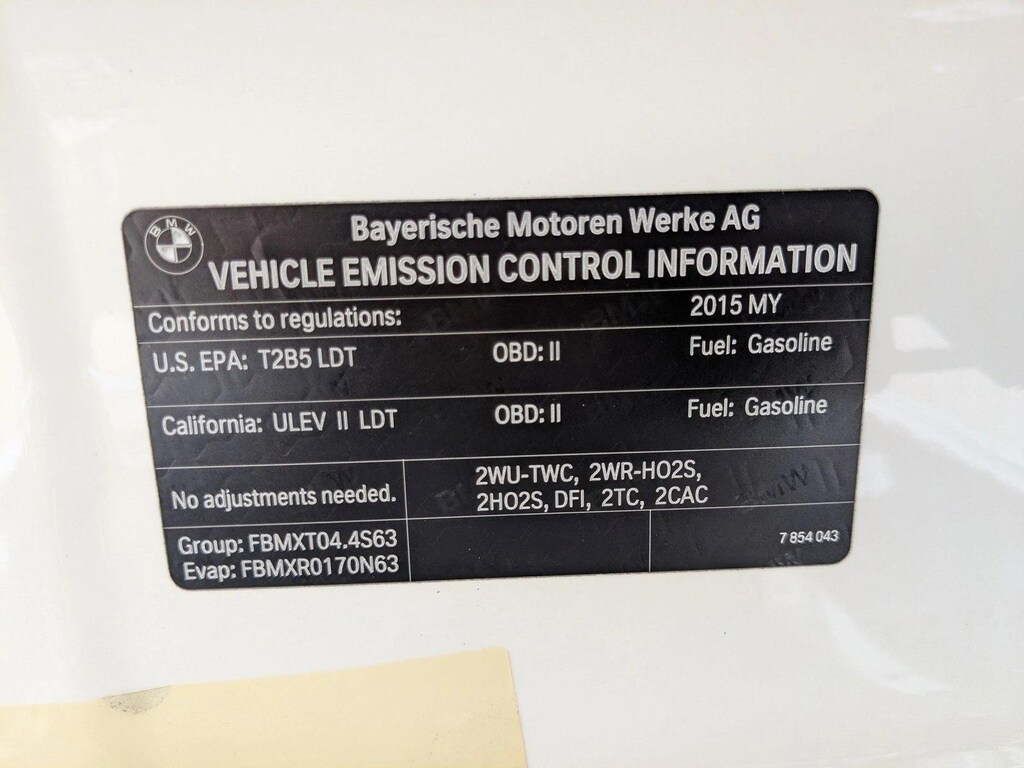 BMW
Bayerische Motoren Werke AG
VEHICLE EMISSION CONTROL INFORMATION
Conforms to regulations: 2015 MY
U.S. EPA: T2B5 LDT OBD: II Fuel: Gasoline
California: ULEV II LDT OBD: II Fuel: Gasoline
No adjustments needed. 2WU-TWC, 2WR-HO2S,
2HO2S, DFI, 2TC, 2CAC
Group: FBMXT04.4S63 7 854 043
Evap: FBMXR0170N63